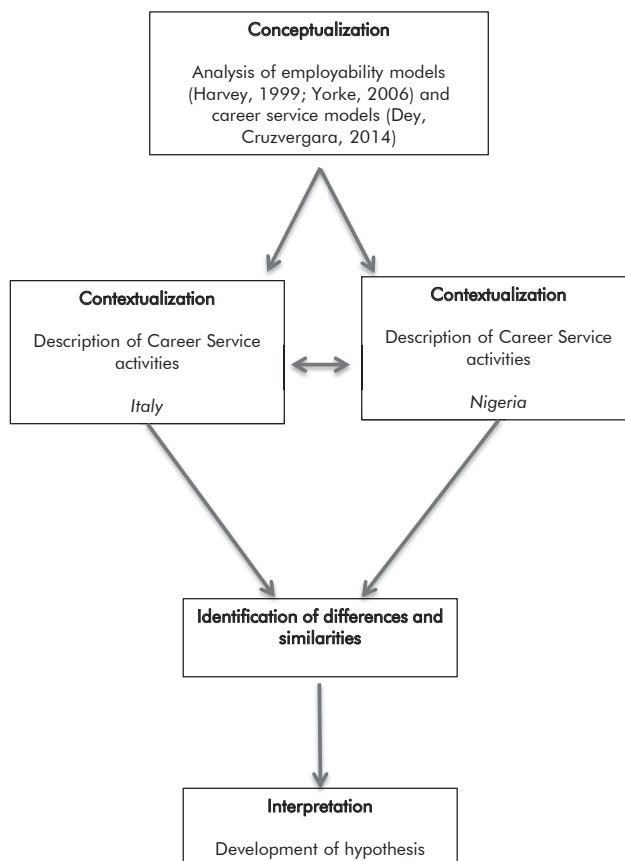 Conceptualization
Analysis of employability models
(Harvey, 1999; Yorke, 2006) and
career service models (Dey,
Cruzvergara, 2014)
Contextualization
Description of Career Service
activities
Italy
Contextualization
Description of Career Service
activities
Nigeria
Identification of differences and
similarities
Interpretation
Development of hypothesis